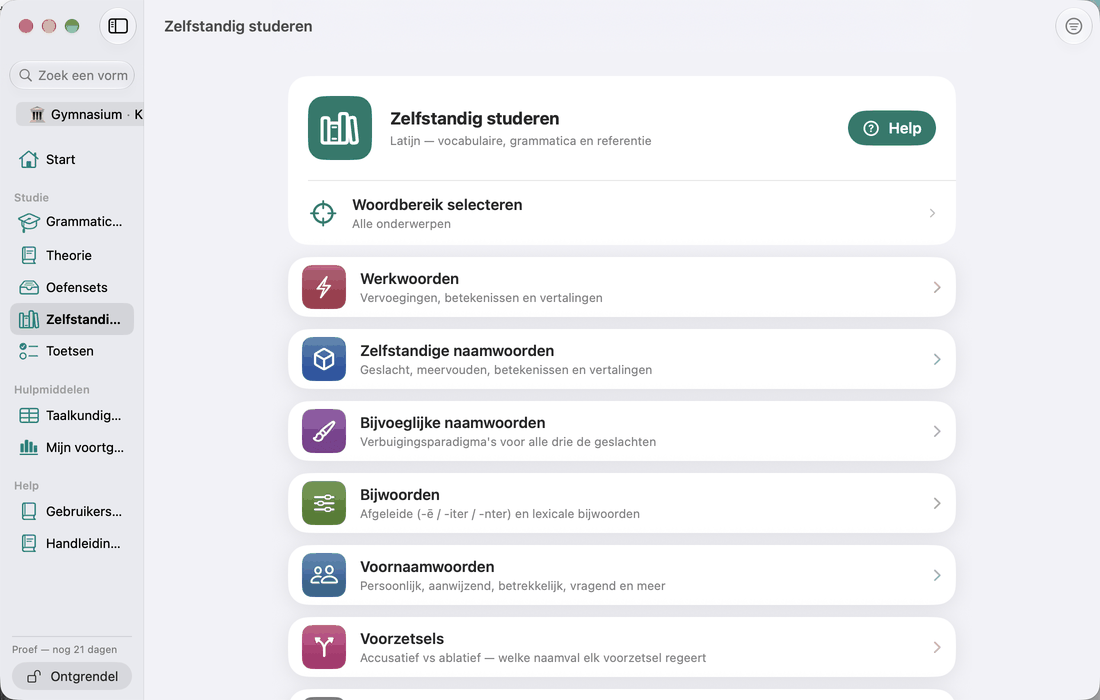 Zelfstandig studeren
Zoek een vorm
Gymnasium · K
Start
Studie
Grammatic...
Theorie
Oefensets
Zelfstandi...
Toetsen
Hulpmiddelen
Taalkundig...
Mijn voortg...
Help
Gebruikers...
Handleidin...
Proef — nog 21 dagen
Ontgrendel
Zelfstandig studeren
Latijn — vocabulaire, grammatica en referentie
Help
Woordbereik selecteren
Alle onderwerpen
Werkwoorden
Vervoegingen, betekenissen en vertalingen
Zelfstandige naamwoorden
Geslacht, meervouden, betekenissen en vertalingen
Bijvoeglijke naamwoorden
Verbuigingsparadigma's voor alle drie de geslachten
Bijwoorden
Afgeleide (-ē / -iter / -nter) en lexicale bijwoorden
Voornaamwoorden
Persoonlijk, aanwijzend, betrekkelijk, vragend en meer
Voorzetsels
Accusatief vs ablatief — welke naamval elk voorzetsel regeert